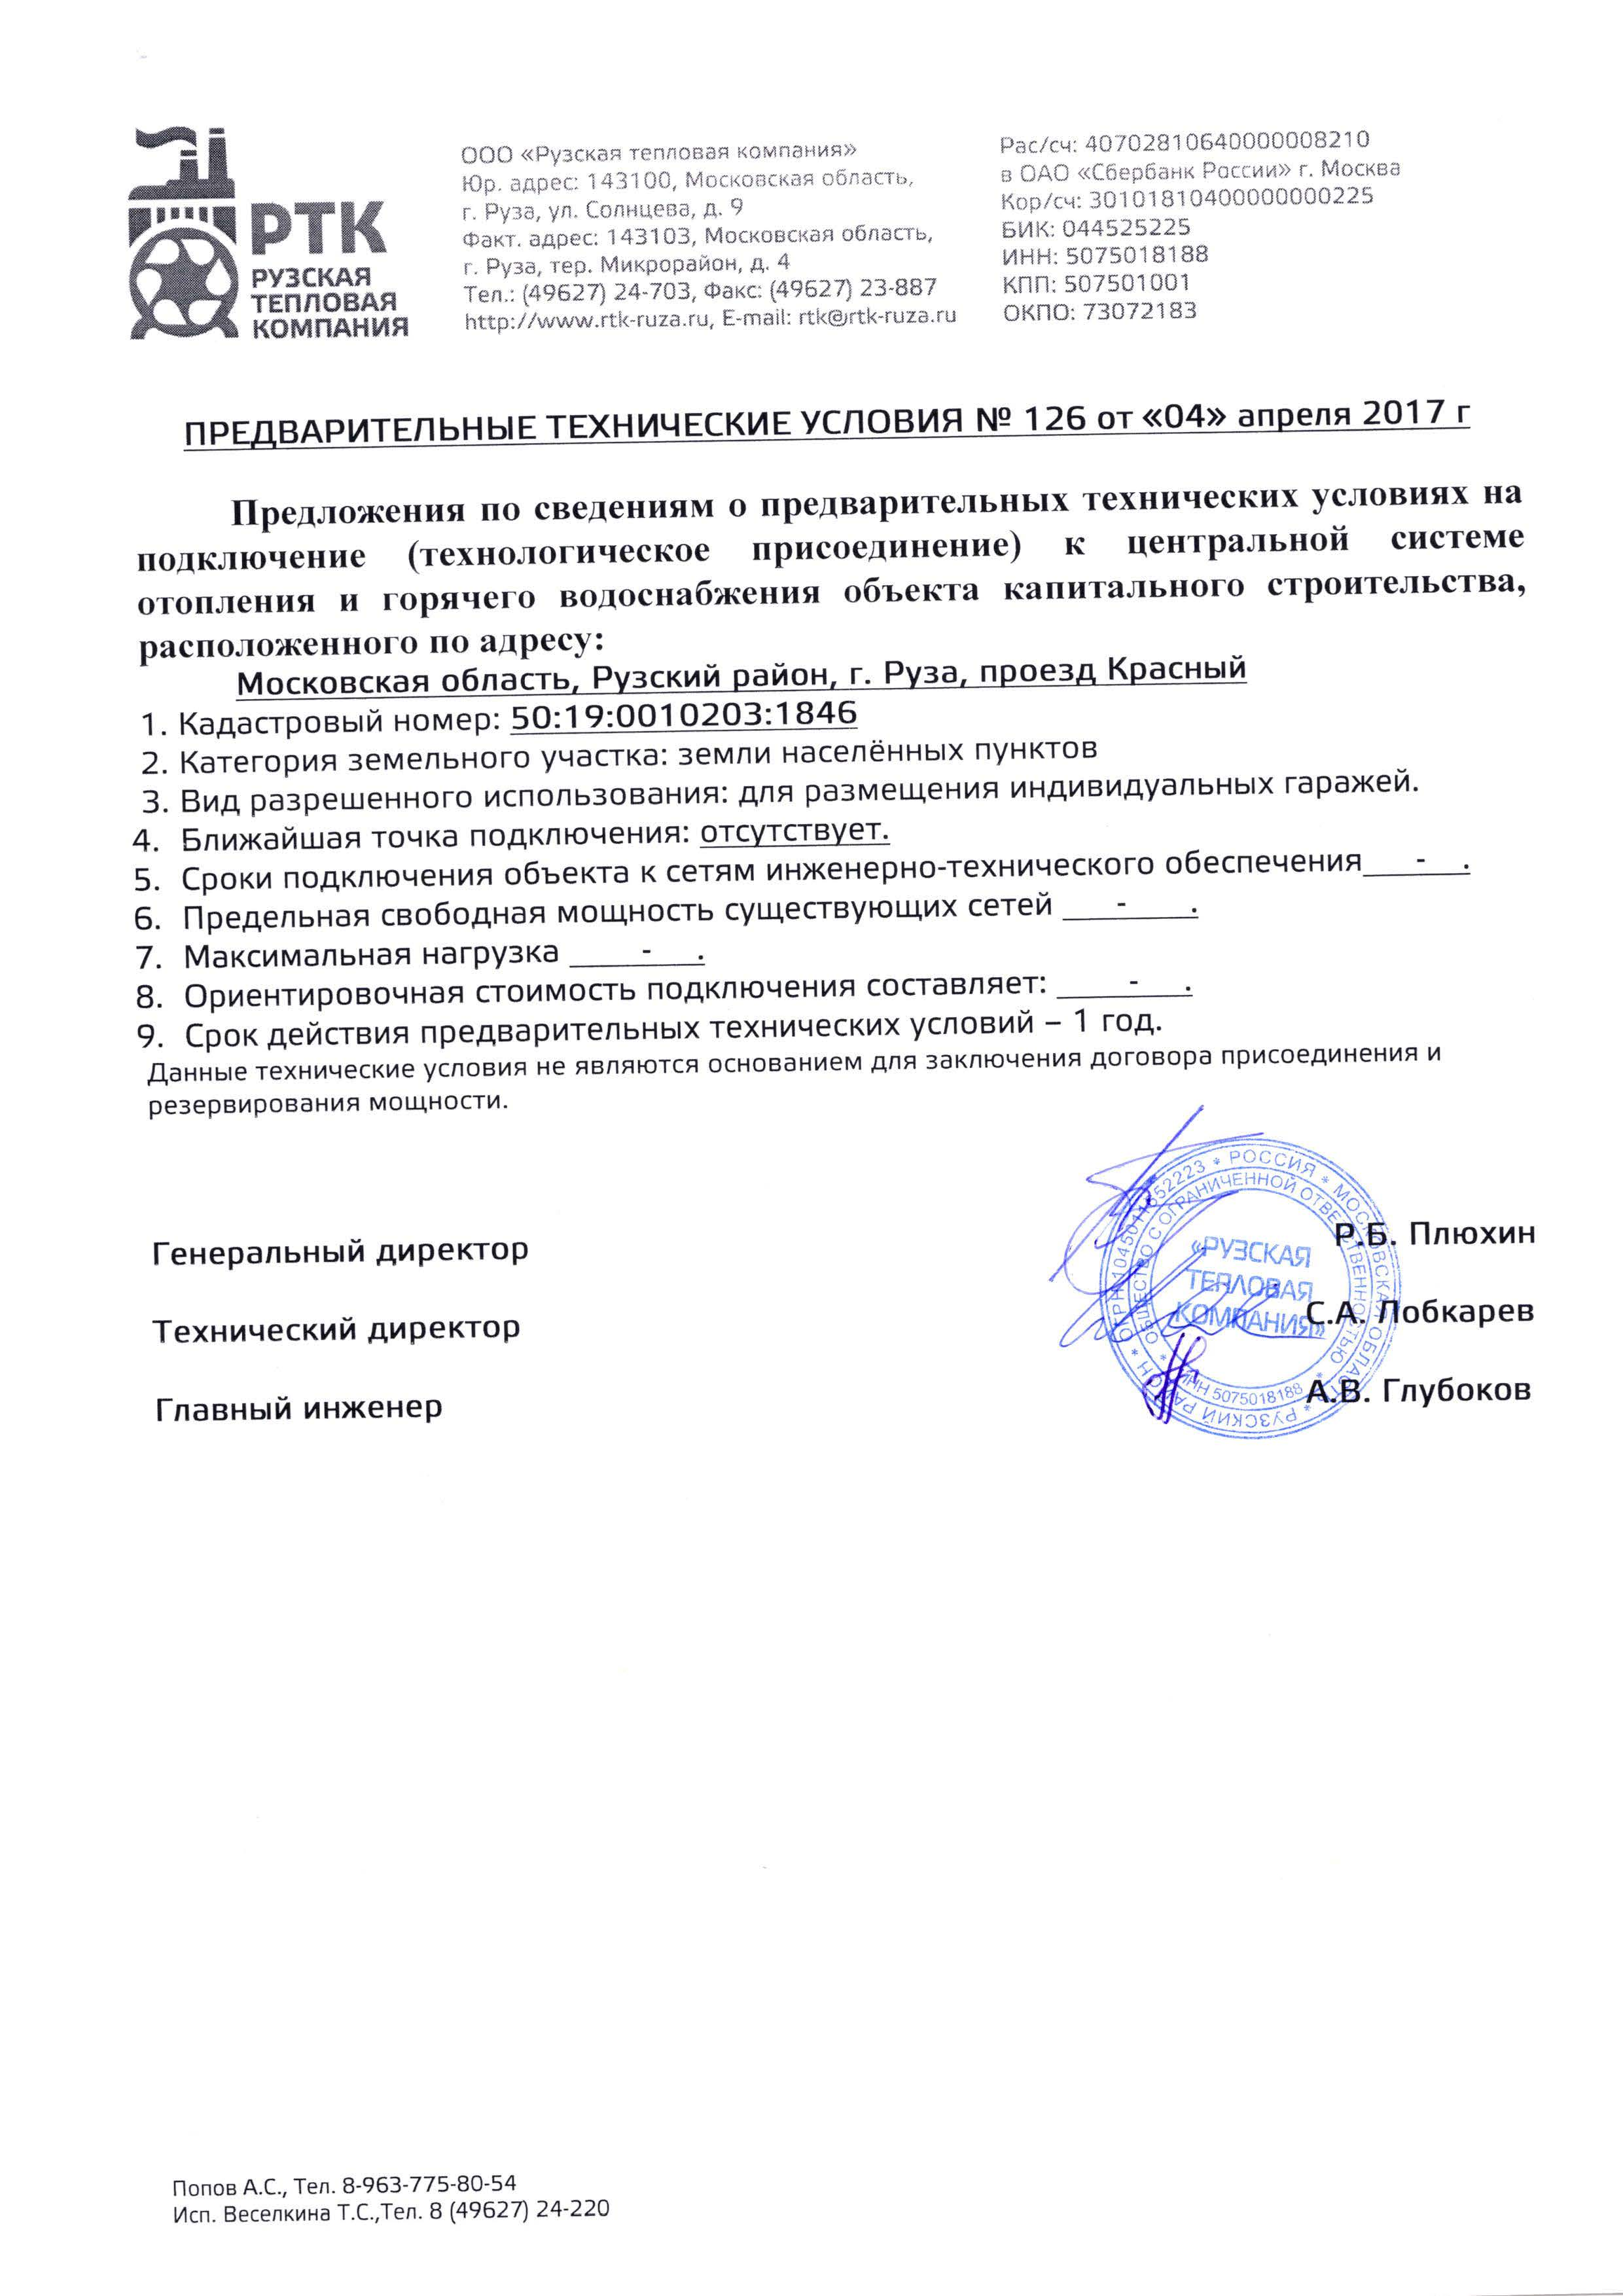 РТК
РУЗСКАЯ
ТЕПЛОВАЯ
КОМПАНИЯ
ООО «Рузская тепловая компания»
Юр. адрес: 143100, Московская область,
г. Руза, ул. Солнцева, д. 9
Факт. адрес: 143103, Московская область,
г. Руза, тер. Микрорайон, д. 4
Тел.: (49627) 24-703, Факс: (49627) 23-887
http://www.rtk-ruza.ru, E-mail: rtk@rtk-ruza.ru
Рас/сч: 40702810640000008210
в ОАО «Сбербанк России» г. Москва
Кор/сч: 30101810400000000225
БИК: 044525225
ИНН: 5075018188
КПП: 507501001
ОКПО: 73072183
ПРЕДВАРИТЕЛЬНЫЕ ТЕХНИЧЕСКИЕ УСЛОВИЯ № 126 от «04» апреля 2017 г
Предложения по сведениям о предварительных технических условиях на
подключение (технологическое присоединение) к центральной системе
отопления и горячего водоснабжения объекта капитального строительства,
расположенного по адресу:
Московская область, Рузский район, г. Руза, проезд Красный
1. Кадастровый номер: 50:19:0010203:1846
2. Категория земельного участка: земли населённых пунктов
3. Вид разрешенного использования: для размещения индивидуальных гаражей.
4. Ближайшая точка подключения: отсутствует.
5. Сроки подключения объекта к сетям инженерно-технического обеспечения - .
6. Предельная свободная мощность существующих сетей - .
7. Максимальная нагрузка - .
8. Ориентировочная стоимость подключения составляет: - .
9. Срок действия предварительных технических условий – 1 год.
Данные технические условия не являются основанием для заключения договора присоединения и
резервирования мощности.
Генеральный директор Р.Б. Плюхин
Технический директор С.А. Лобкарев
Главный инженер А.В. Глубоков
РОССИЯ * МОСКОВСКАЯ ОБЛАСТЬ * РУЗСКИЙ РАЙОН *
ОБЩЕСТВО С ОГРАНИЧЕННОЙ ОТВЕТСТВЕННОСТЬЮ
ИНН 5075018188
«РУЗСКАЯ
ТЕПЛОВАЯ
КОМПАНИЯ»
Попов А.С., Тел. 8-963-775-80-54
Исп. Веселкина Т.С.,Тел. 8 (49627) 24-220